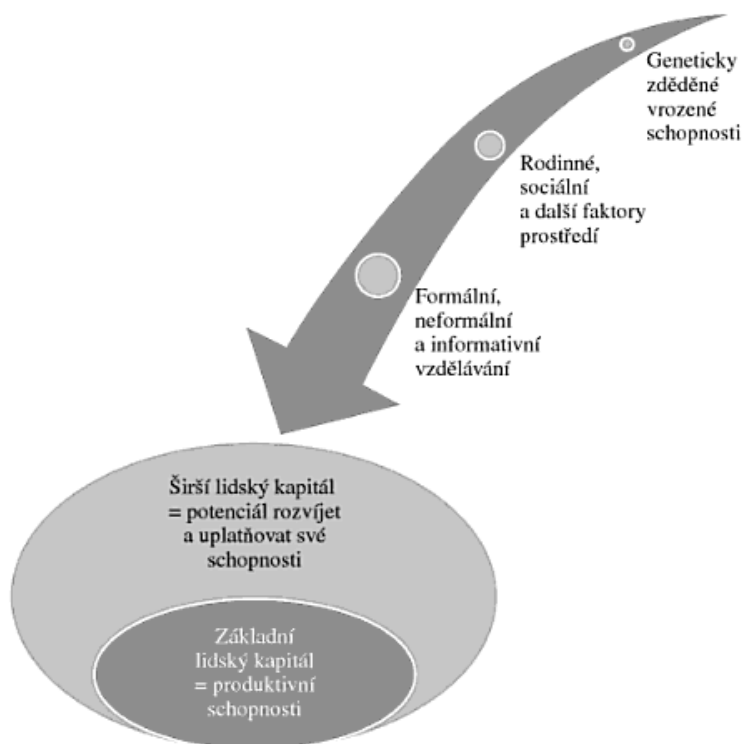 Geneticky
zděděné
vrozené
schopnosti
Rodinné,
sociální
a další faktory
prostředí
Formální,
neformální
a informativní
vzdělávání
Širší lidský kapitál
= potenciál rozvíjet
a uplatňovat své
schopnosti
Základní
lidský kapitál
= produktivní
schopnosti